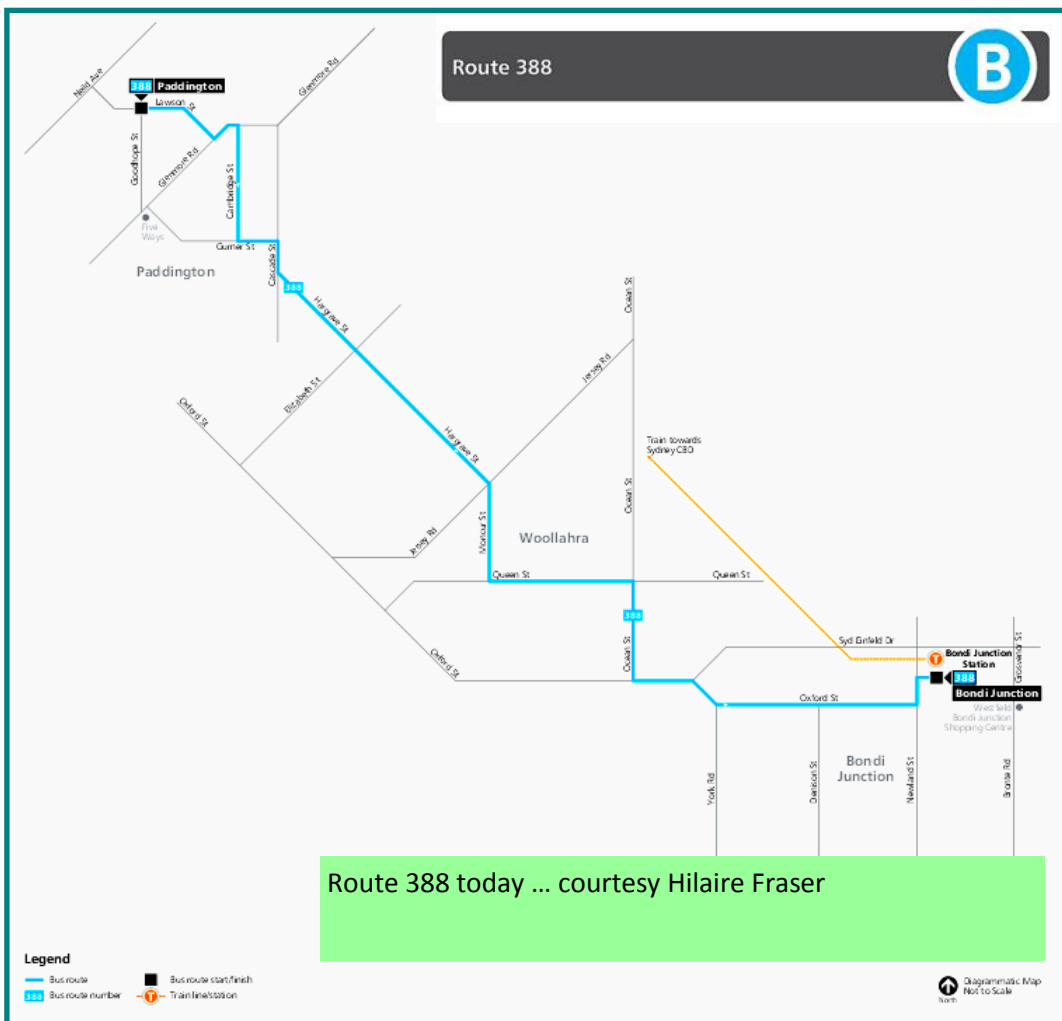 Route 388
B
Neild Ave
Glenmore Rd
388 Paddington
Lawson St
Goodhope St
Glenmore Rd
Cambridge St
Five
Ways
Gurner St
Cascade St
Paddington
388
Hargrave St
Ocean St
Elizabeth St
Jersey Rd
Oxford St
Hargrave St
Train towards
Sydney CBD
Ocean St
Moncur St
Jersey Rd
Woollahra
Queen St
Queen St
388
Ocean St
Oxford St
Syd Einfeld Dr
Grosvenor St
T
Bondi Junction
Station
388
Bondi Junction
Oxford St
Westfield
Bondi Junction
Shopping Centre
Bondi
Junction
York Rd
Denison St
Newland St
Bronte Rd
Route 388 today ... courtesy Hilaire Fraser
Legend
Bus route
Bus route start/finish
388 Bus route number
T Train line/station
North
Diagrammatic Map
Not to Scale